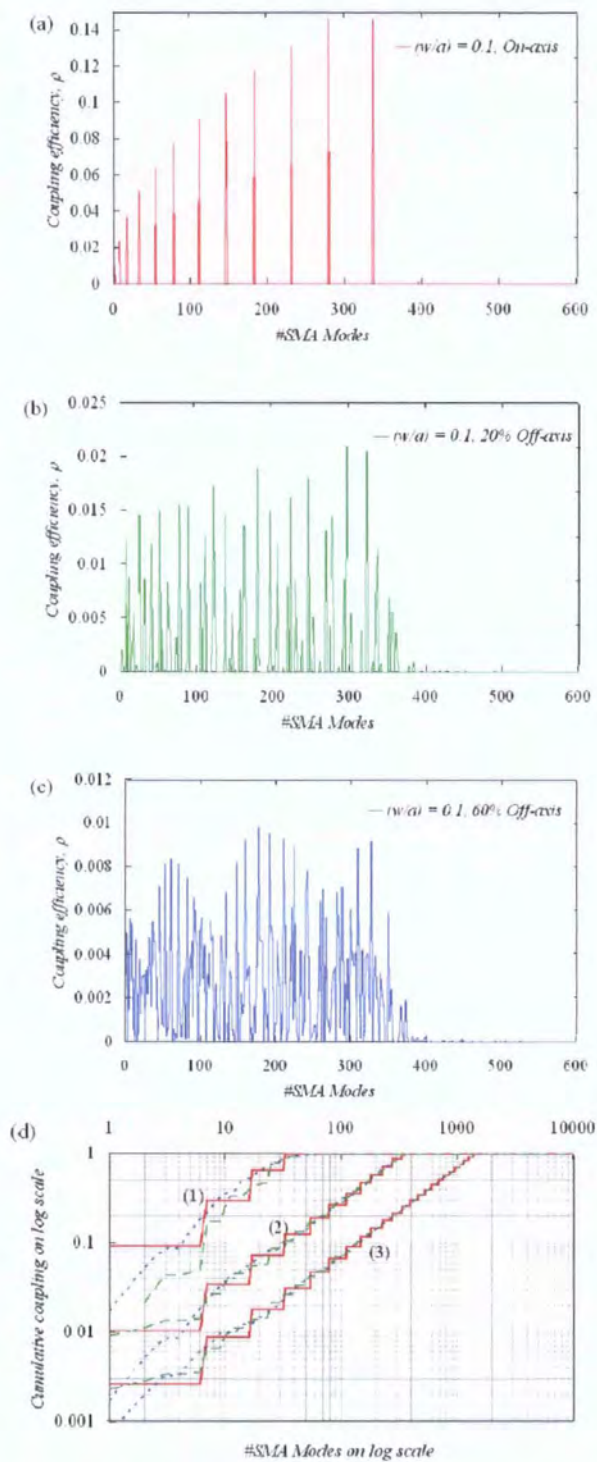 (a)
0.14
0.12
0.1
0.08
0.06
0.04
0.02
0
Coupling efficiency, ρ
(w/a) = 0.1, On-axis
0 100 200 300 400 500 600
#SMA Modes
(b)
0.025
0.02
0.015
0.01
0.005
0
Coupling efficiency, ρ
(w/a) = 0.1, 20% Off-axis
0 100 200 300 400 500 600
#SMA Modes
(c)
0.012
0.01
0.008
0.006
0.004
0.002
0
Coupling efficiency, ρ
(w/a) = 0.1, 60% Off-axis
0 100 200 300 400 500 600
#SMA Modes
(d)
1 10 100 1000 10000
1
0.1
0.01
0.001
Cumulative coupling on log scale
(1)
(2)
(3)
#SMA Modes on log scale